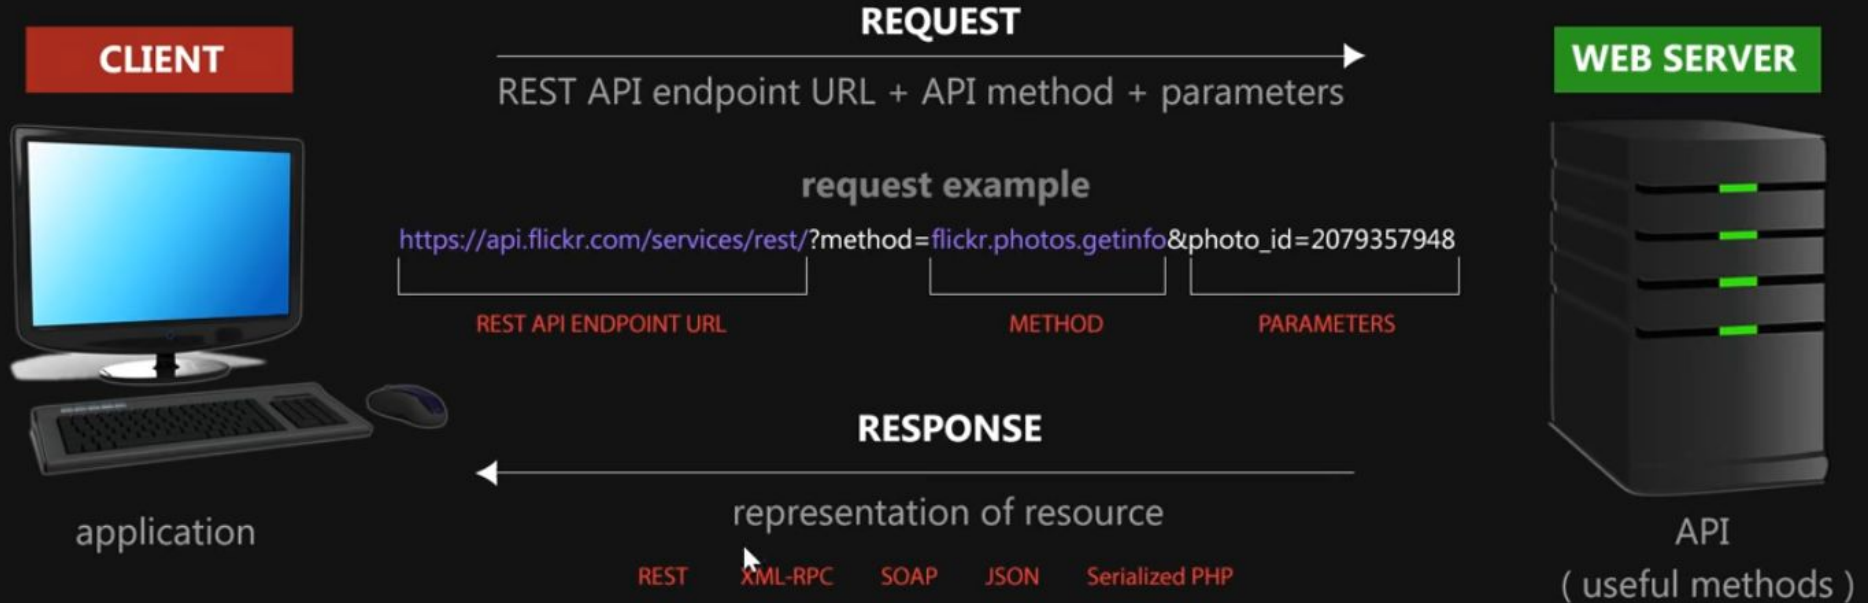 CLIENT
REQUEST
WEB SERVER
REST API endpoint URL + API method + parameters
request example
https://api.flickr.com/services/rest/?method=flickr.photos.getinfo&photo_id=2079357948
REST API ENDPOINT URL
METHOD
PARAMETERS
RESPONSE
representation of resource
application
REST XML-RPC SOAP JSON Serialized PHP
API
( useful methods )